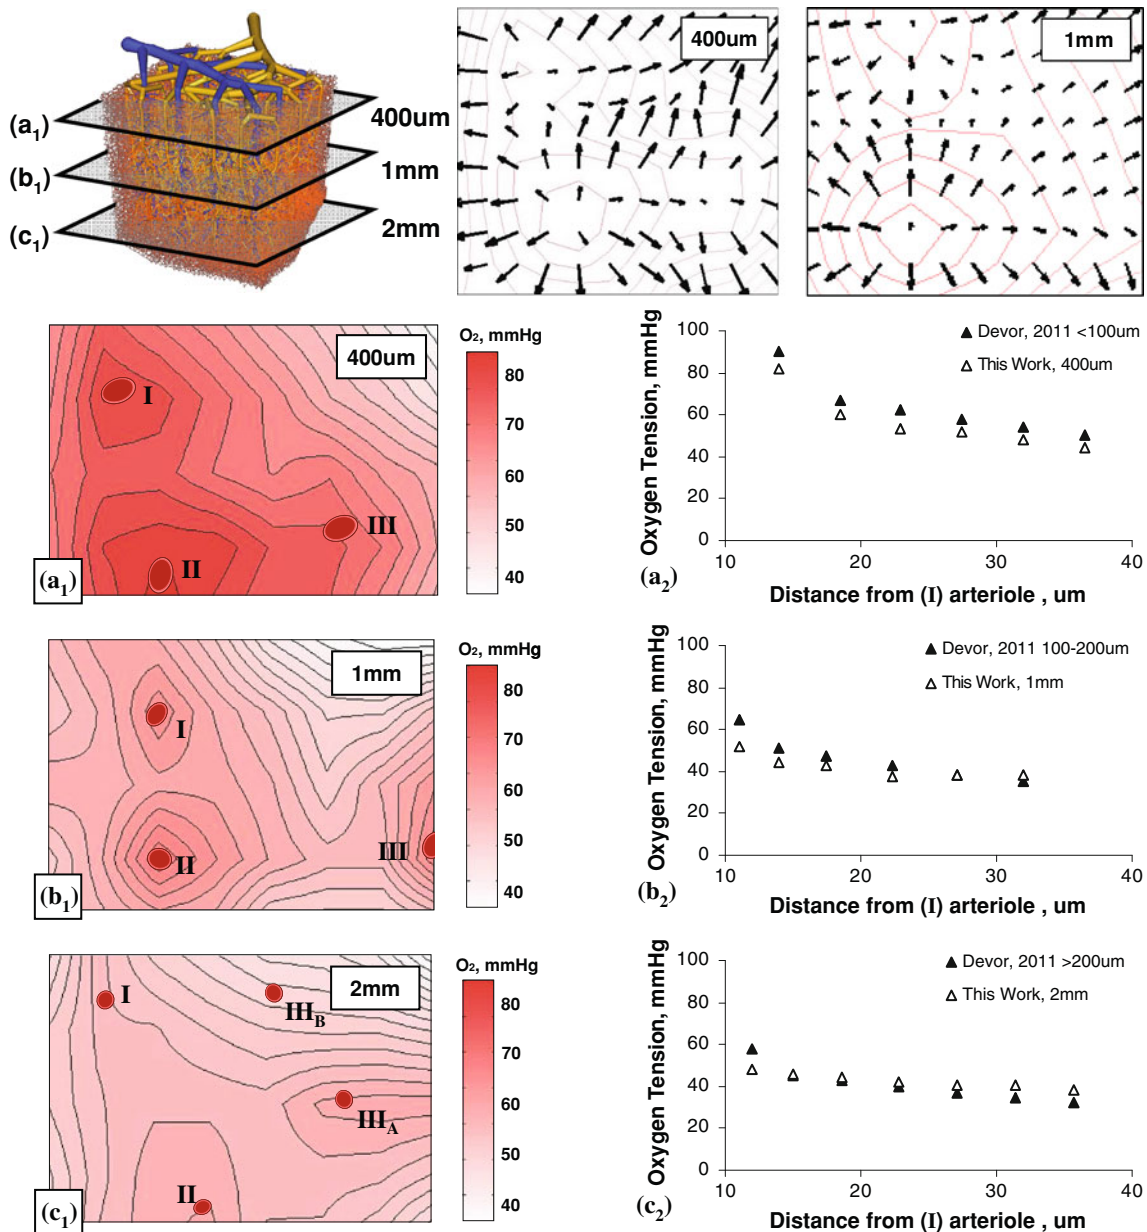 (a1)
400um
(b1)
1mm
(c1)
2mm
400um
1mm
400um
I
II
III
(a1)
O2, mmHg
80
70
60
50
40
Oxygen Tension, mmHg
100
80
60
40
20
0
10
20
30
40
▲ Devor, 2011 <100um
△ This Work, 400um
(a2)
Distance from (I) arteriole , um
1mm
I
II
III
(b1)
O2, mmHg
80
70
60
50
40
Oxygen Tension, mmHg
100
80
60
40
20
0
10
20
30
40
▲ Devor, 2011 100-200um
△ This Work, 1mm
(b2)
Distance from (I) arteriole , um
2mm
I
IIIB
IIIA
II
(c1)
O2, mmHg
80
70
60
50
40
Oxygen Tension, mmHg
100
80
60
40
20
0
10
20
30
40
▲ Devor, 2011 >200um
△ This Work, 2mm
(c2)
Distance from (I) arteriole , um